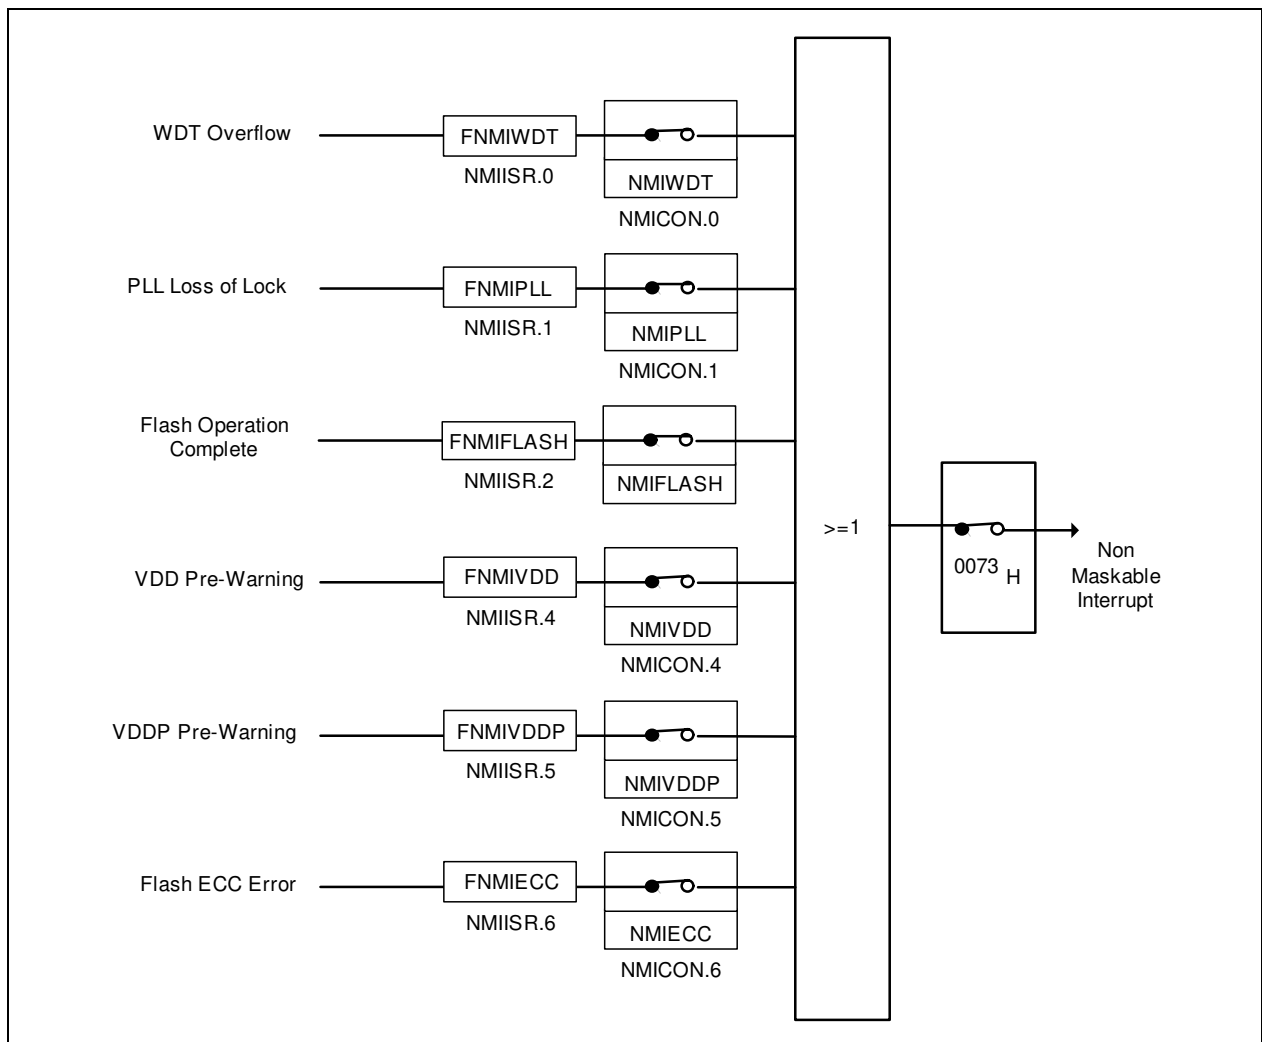 WDT Overflow
FNMIWDT
NMIISR.0
NMIWDT
NMICON.0
PLL Loss of Lock
FNMIPLL
NMIISR.1
NMIPLL
NMICON.1
Flash Operation
Complete
FNMIFLASH
NMIISR.2
NMIFLASH
VDD Pre-Warning
FNMIVDD
NMIISR.4
NMIVDD
NMICON.4
VDDP Pre-Warning
FNMIVDDP
NMIISR.5
NMIVDDP
NMICON.5
Flash ECC Error
FNMIECC
NMIISR.6
NMIECC
NMICON.6
>=1
0073 H
Non
Maskable
Interrupt